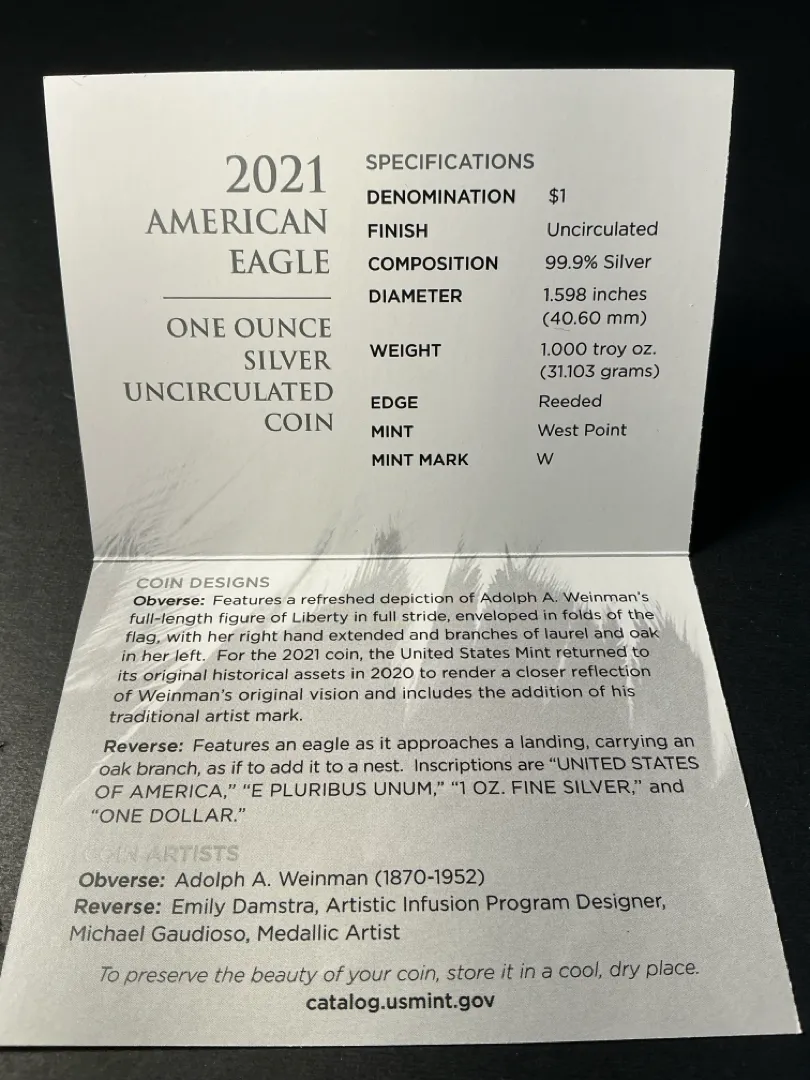 2021
AMERICAN
EAGLE
ONE OUNCE
SILVER
UNCIRCULATED
COIN
SPECIFICATIONS
DENOMINATION $1
FINISH Uncirculated
COMPOSITION 99.9% Silver
DIAMETER 1.598 inches
(40.60 mm)
WEIGHT 1.000 troy oz.
(31.103 grams)
EDGE Reeded
MINT West Point
MINT MARK W
COIN DESIGNS
Obverse: Features a refreshed depiction of Adolph A. Weinman's
full-length figure of Liberty in full stride, enveloped in folds of the
flag, with her right hand extended and branches of laurel and oak
in her left. For the 2021 coin, the United States Mint returned to
its original historical assets in 2020 to render a closer reflection
of Weinman's original vision and includes the addition of his
traditional artist mark.
Reverse: Features an eagle as it approaches a landing, carrying an
oak branch, as if to add it to a nest. Inscriptions are "UNITED STATES
OF AMERICA," "E PLURIBUS UNUM," "1 OZ. FINE SILVER," and
"ONE DOLLAR."
COIN ARTISTS
Obverse: Adolph A. Weinman (1870-1952)
Reverse: Emily Damstra, Artistic Infusion Program Designer,
Michael Gaudioso, Medallic Artist
To preserve the beauty of your coin, store it in a cool, dry place.
catalog.usmint.gov